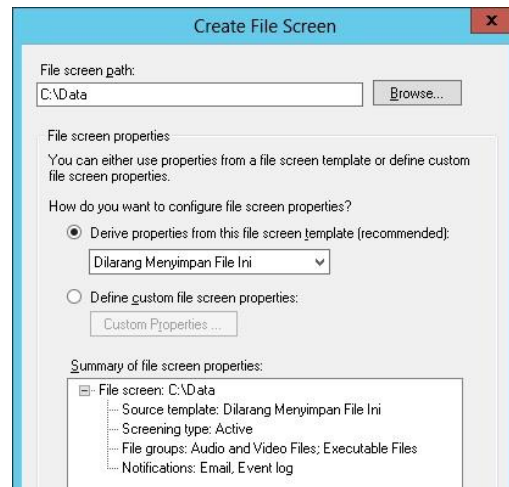 Create File Screen
x
File screen path:
C:\Data
Browse...
File screen properties
You can either use properties from a file screen template or define custom
file screen properties.
How do you want to configure file screen properties?
Derive properties from this file screen template (recommended):
Dilarang Menyimpan File Ini
Define custom file screen properties:
Custom Properties ...
Summary of file screen properties:
File screen: C:\Data
Source template: Dilarang Menyimpan File Ini
Screening type: Active
File groups: Audio and Video Files; Executable Files
Notifications: Email, Event log